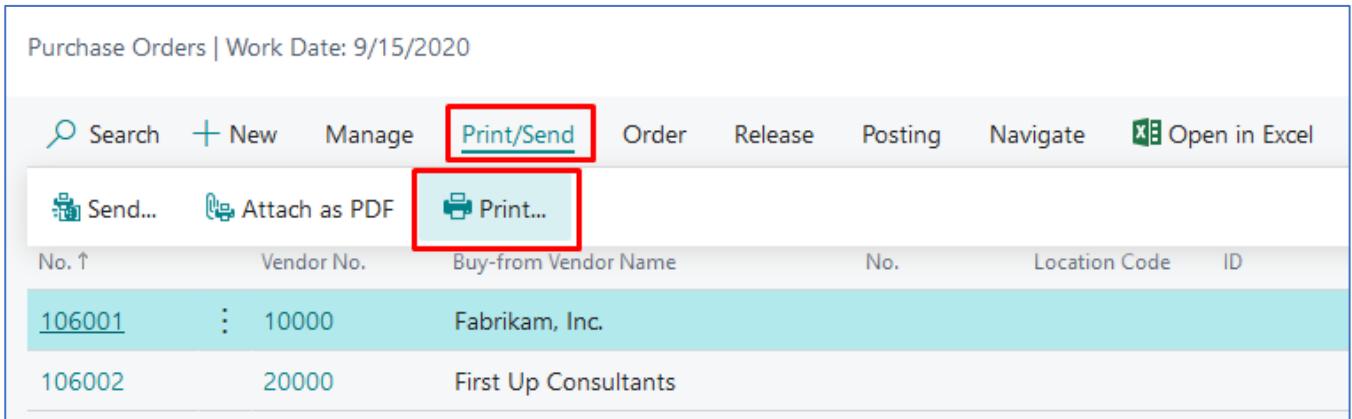 Purchase Orders | Work Date: 9/15/2020
Search New Manage Print/Send Order Release Posting Navigate Open in Excel
Send... Attach as PDF Print...
No. ↑ Vendor No. Buy-from Vendor Name No. Location Code ID
106001 10000 Fabrikam, Inc.
106002 20000 First Up Consultants